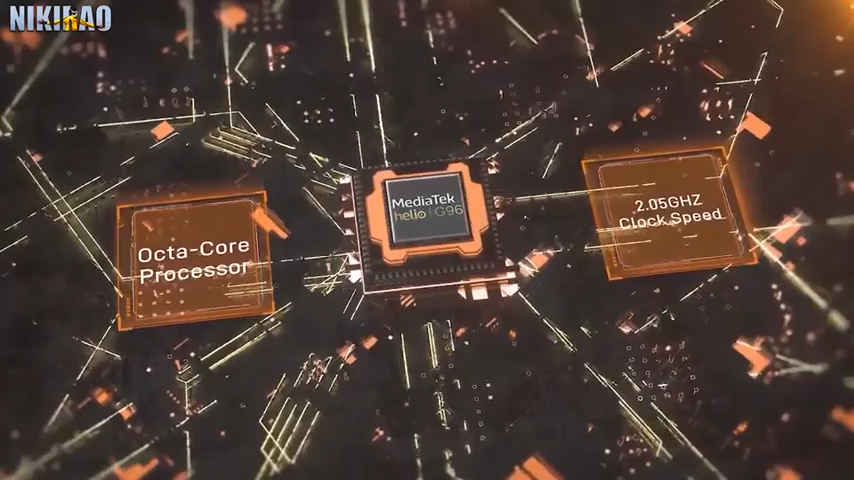 NIKIHAO
Octa-Core
Processor
MediaTek
helio G96
2.05GHZ
Clock Speed